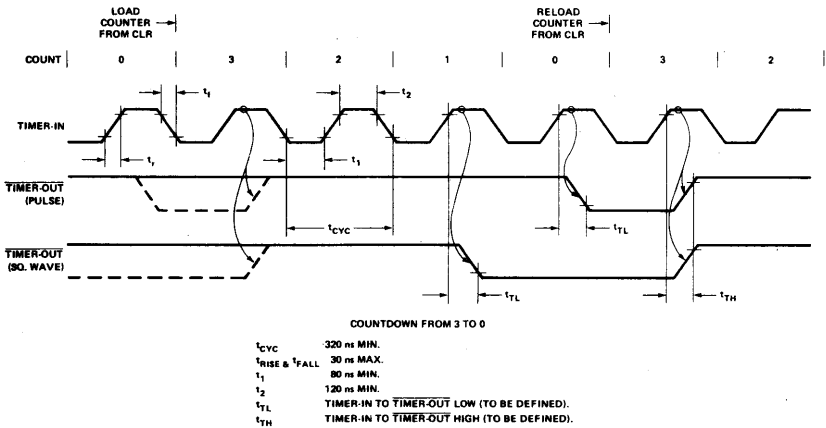 LOAD
COUNTER
FROM CLR
RELOAD
COUNTER
FROM CLR
COUNT 0 3 2 1 0 3 2
tf
t2
TIMER-IN
tr
t1
TIMER-OUT
(PULSE)
tCYC
tTL
TIMER-OUT
(SQ. WAVE)
tTL
tTH
COUNTDOWN FROM 3 TO 0
tCYC 320 ns MIN.
tRISE & tFALL 30 ns MAX.
t1 80 ns MIN.
t2 120 ns MIN.
tTL TIMER-IN TO TIMER-OUT LOW (TO BE DEFINED).
tTH TIMER-IN TO TIMER-OUT HIGH (TO BE DEFINED).